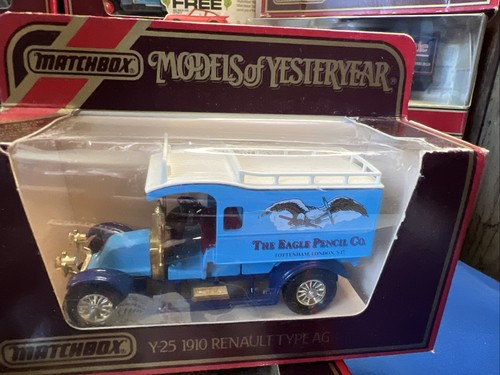 FREE
MATCHBOX
MODELS of YESTERYEAR
THE EAGLE PENCIL CO.
TOTTENHAM, LONDON, N.17
MATCHBOX
Y-25 1910 RENAULT TYPE AG